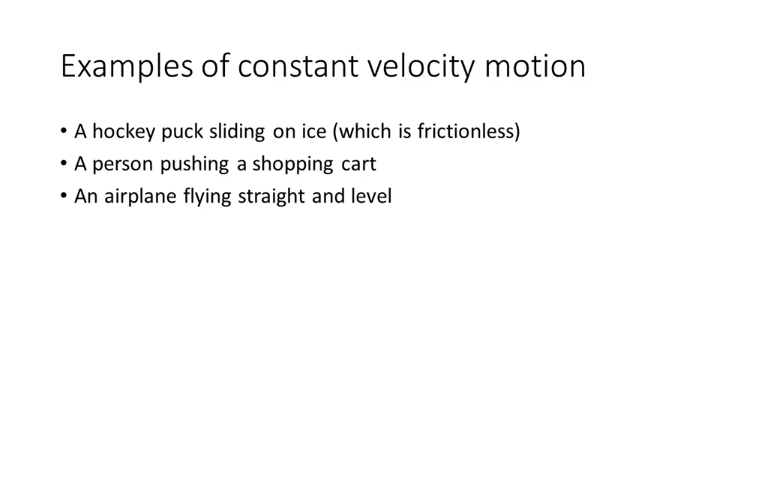 Examples of constant velocity motion
• A hockey puck sliding on ice (which is frictionless)
• A person pushing a shopping cart
• An airplane flying straight and level